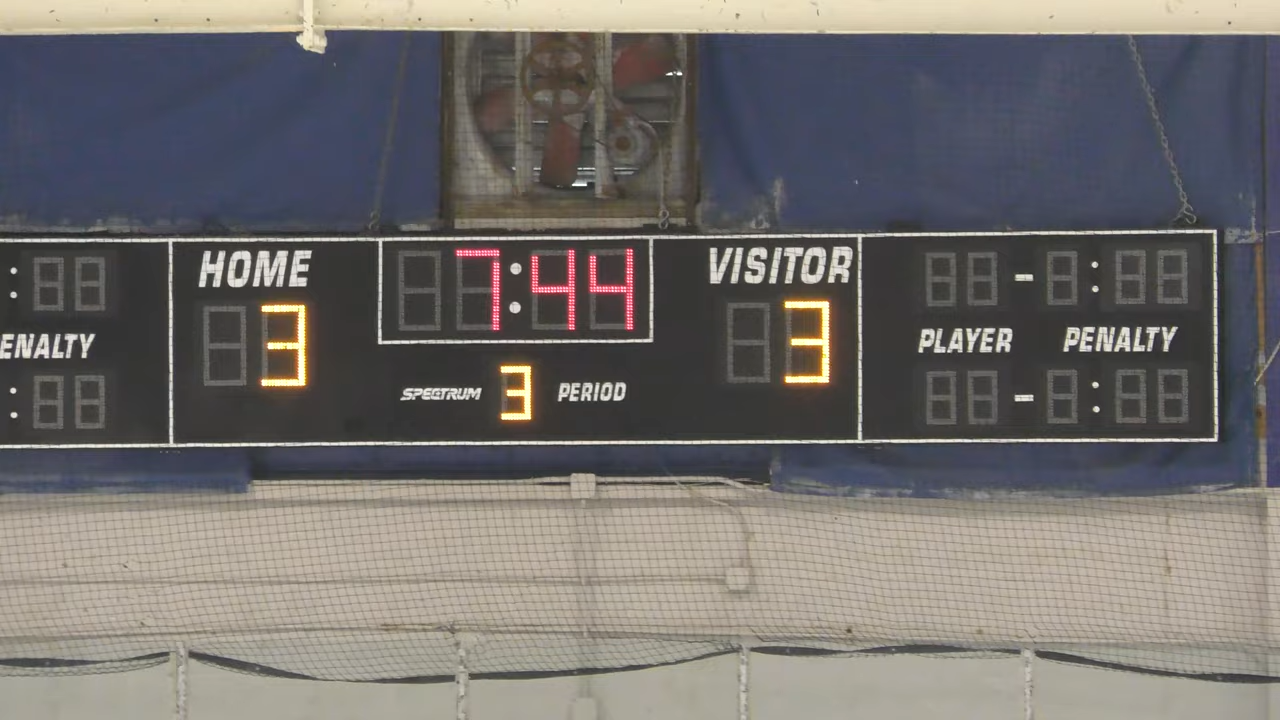 HOME 7:44 VISITOR
3 3
ENALTY PLAYER PENALTY
SPECTRUM 3 PERIOD